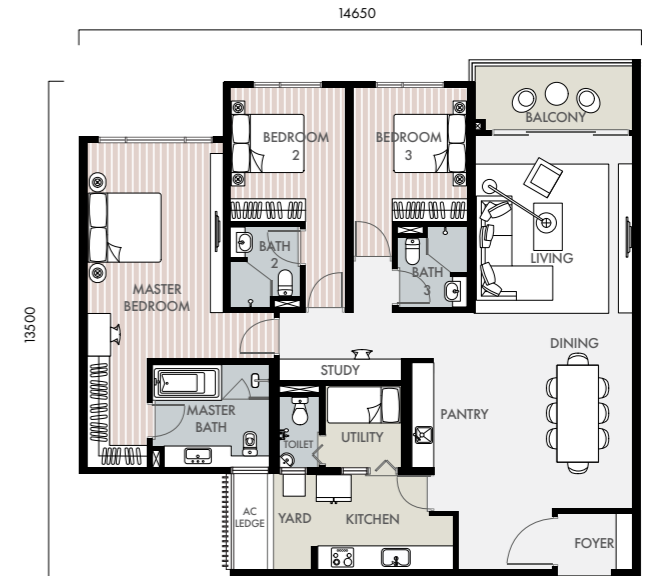 14650
13500
BALCONY
BEDROOM
2
BEDROOM
3
BATH
2
BATH
3
LIVING
MASTER
BEDROOM
DINING
STUDY
MASTER
BATH
PANTRY
TOILET
UTILITY
AC
LEDGE
YARD
KITCHEN
FOYER